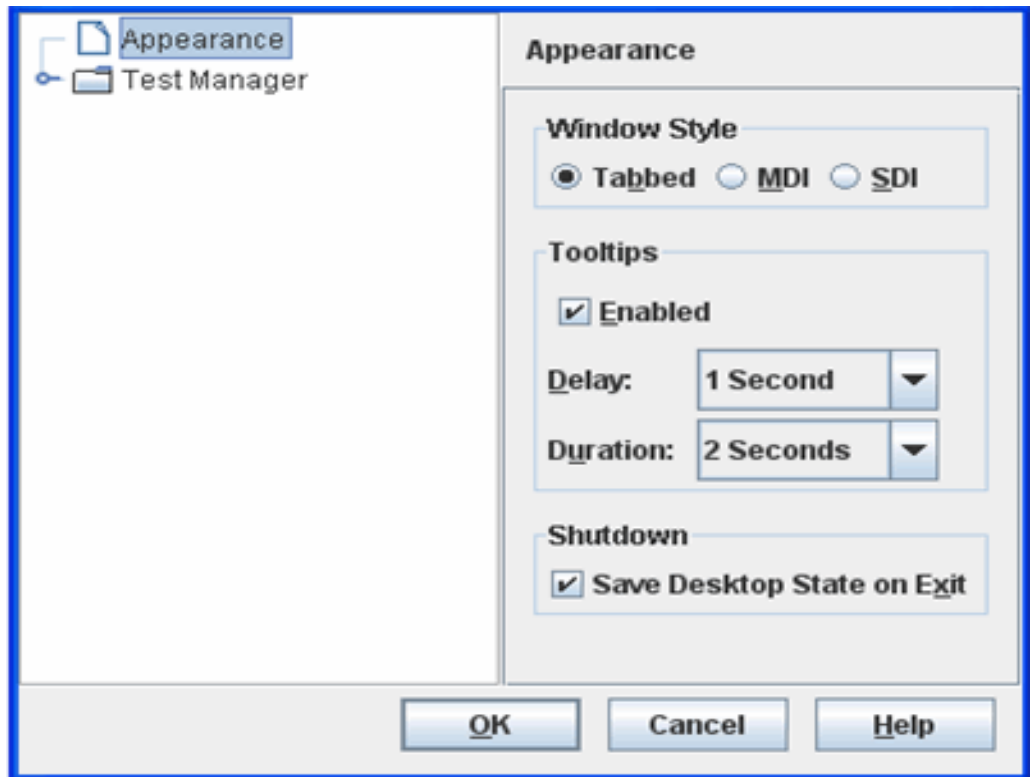 Appearance
Test Manager
Appearance
Window Style
Tabbed MDI SDI
Tooltips
Enabled
Delay: 1 Second
Duration: 2 Seconds
Shutdown
Save Desktop State on Exit
OK Cancel Help